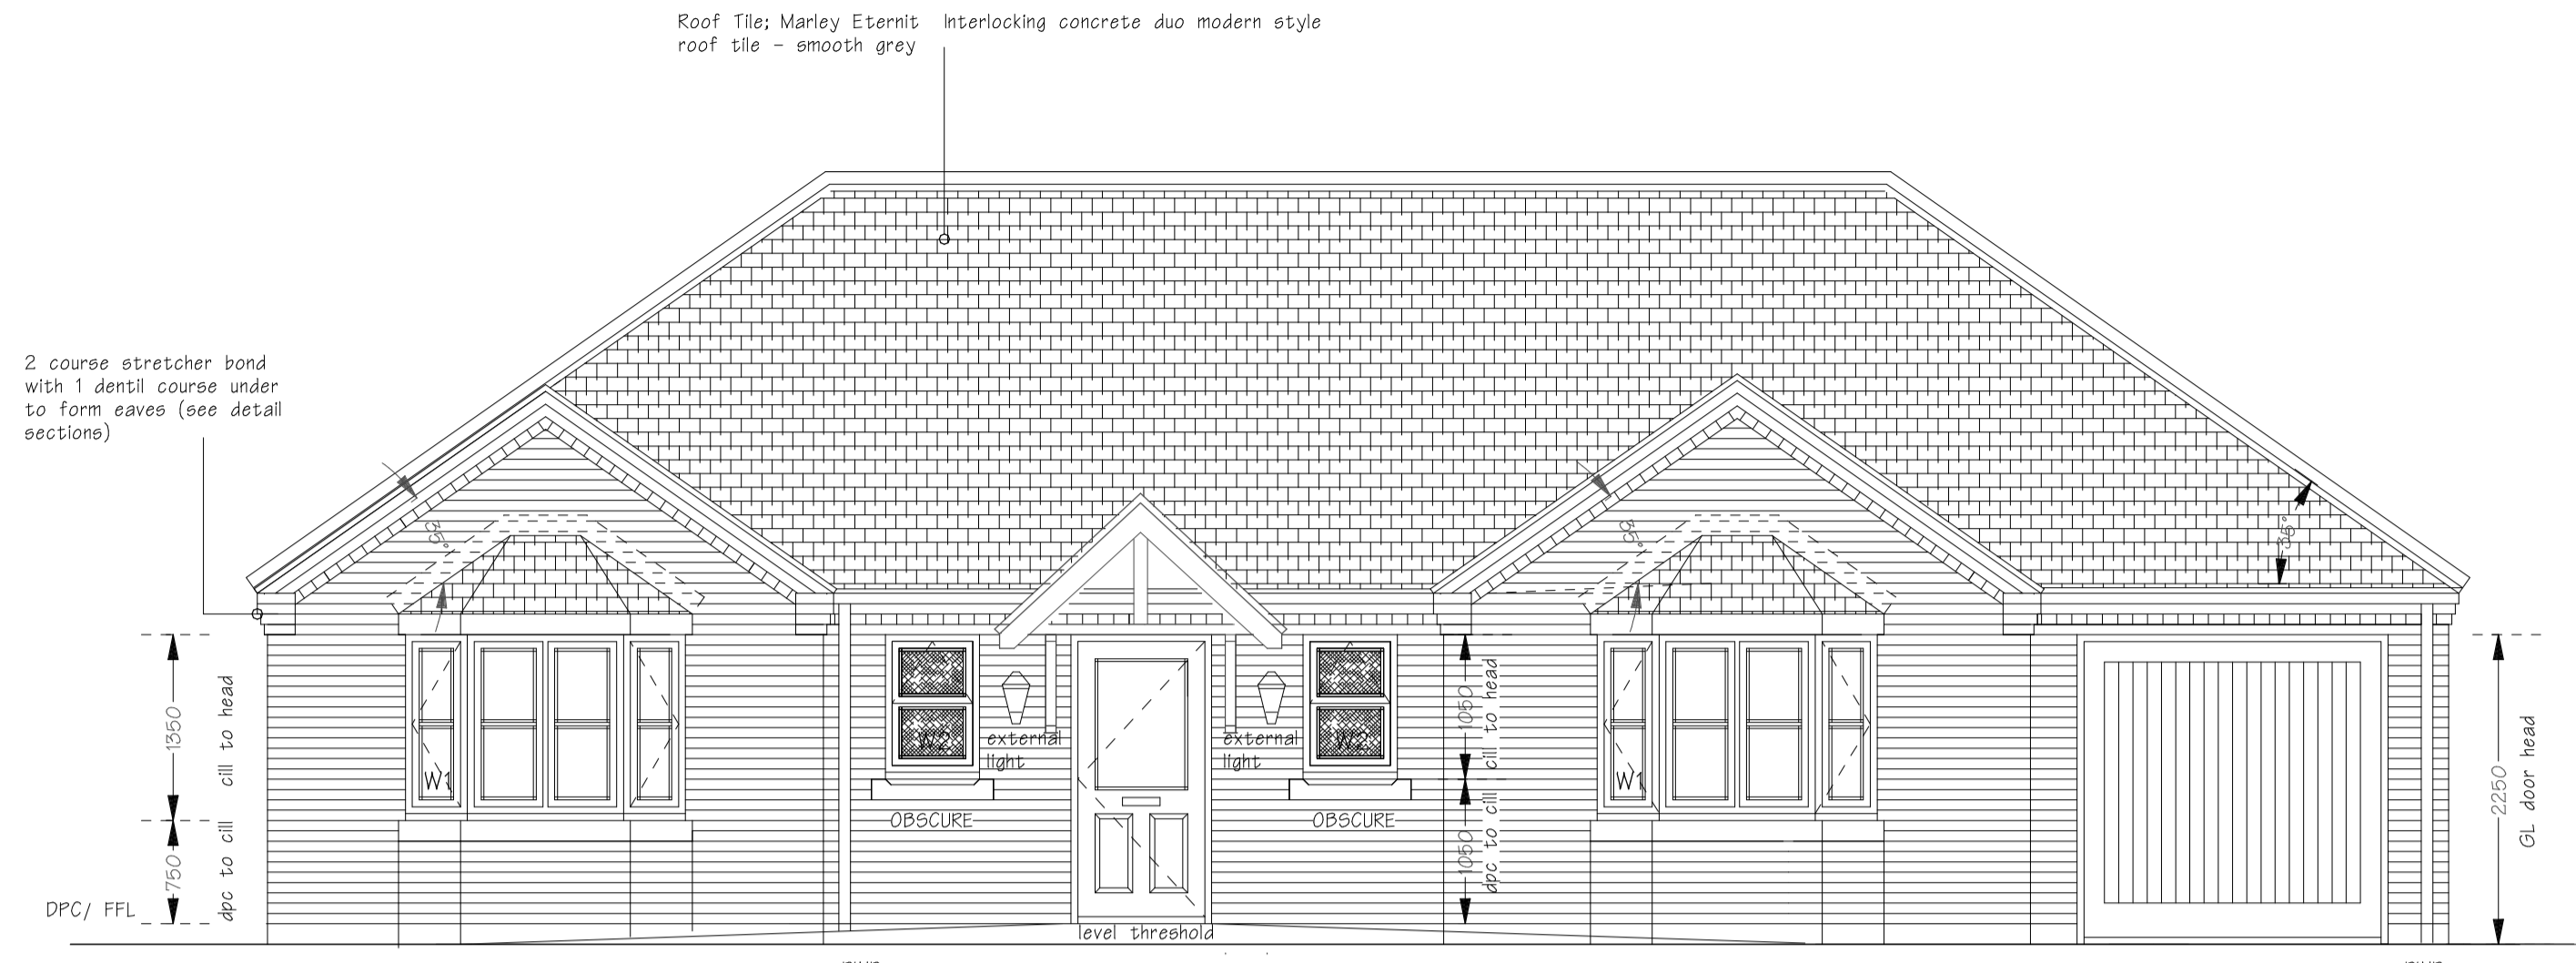 Roof Tile; Marley Eternit Interlocking concrete duo modern style
roof tile - smooth grey
2 course stretcher bond
with 1 dentil course under
to form eaves (see detail
sections)
35°
35°
35°
1350
cill to head
750
dpc to cill
DPC/ FFL
W1
W2
external
light
OBSCURE
level threshold
external
light
W2
OBSCURE
1050
cill to head
1050
dpc to cill
W1
2250
GL door head